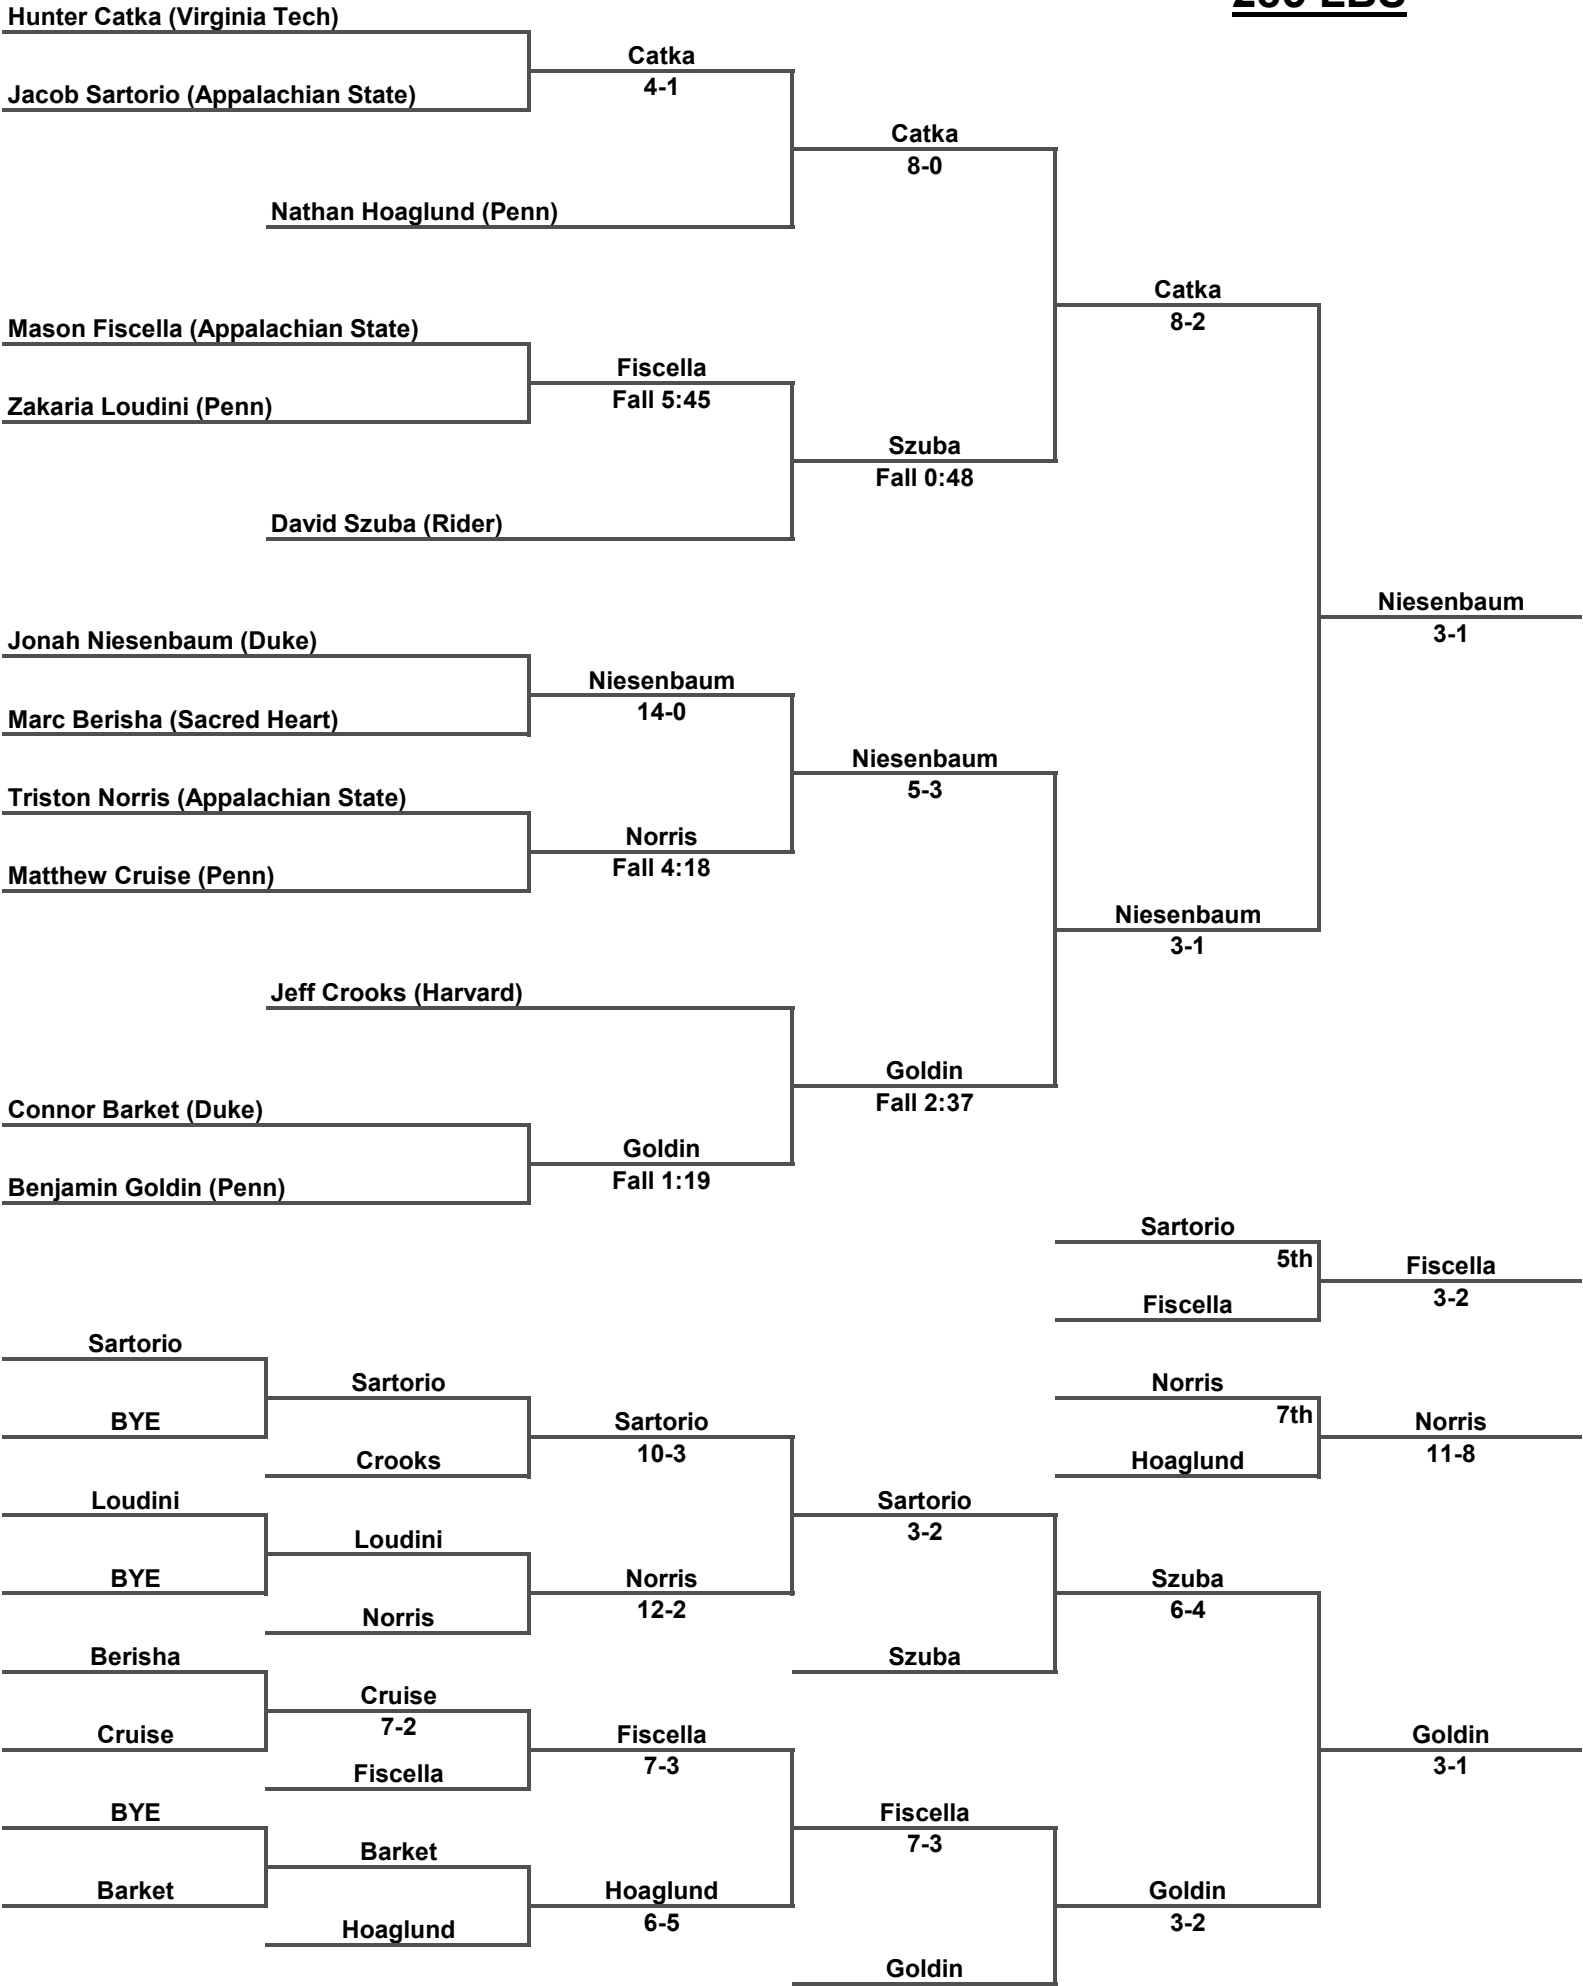 Hunter Catka (Virginia Tech)
Catka
4-1
Jacob Sartorio (Appalachian State)
Catka
8-0
Nathan Hoaglund (Penn)
Catka
8-2
Mason Fiscella (Appalachian State)
Fiscella
Fall 5:45
Zakaria Loudini (Penn)
Szuba
Fall 0:48
David Szuba (Rider)
Niesenbaum
3-1
Jonah Niesenbaum (Duke)
Niesenbaum
14-0
Marc Berisha (Sacred Heart)
Niesenbaum
5-3
Triston Norris (Appalachian State)
Norris
Fall 4:18
Matthew Cruise (Penn)
Niesenbaum
3-1
Jeff Crooks (Harvard)
Goldin
Fall 2:37
Connor Barket (Duke)
Goldin
Fall 1:19
Benjamin Goldin (Penn)
Sartorio
5th
Fiscella
3-2
Fiscella
Sartorio
Sartorio
Norris
BYE
Sartorio
10-3
7th
Norris
11-8
Crooks
Hoaglund
Loudini
Sartorio
3-2
Loudini
BYE
Norris
12-2
Szuba
6-4
Norris
Berisha
Szuba
Cruise
7-2
Cruise
Fiscella
7-3
Goldin
3-1
Fiscella
BYE
Fiscella
7-3
Barket
Barket
Hoaglund
6-5
Goldin
3-2
Hoaglund
Goldin